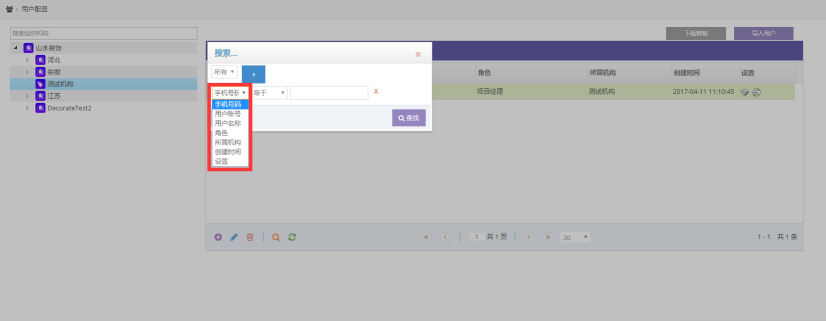 用户配置
搜索组织机构
下载模板
导入用户
山水装饰
河北
安徽
测试机构
江苏
DecorateTest2
搜索...
×
所有
+
手机号码
等于
X
手机号码
用户账号
用户名称
角色
所属机构
创建时间
设置
查找
角色
所属机构
创建时间
设置
项目经理
测试机构
2017-04-11 11:10:45
1 共 1 页
20
1 - 1 共 1 条